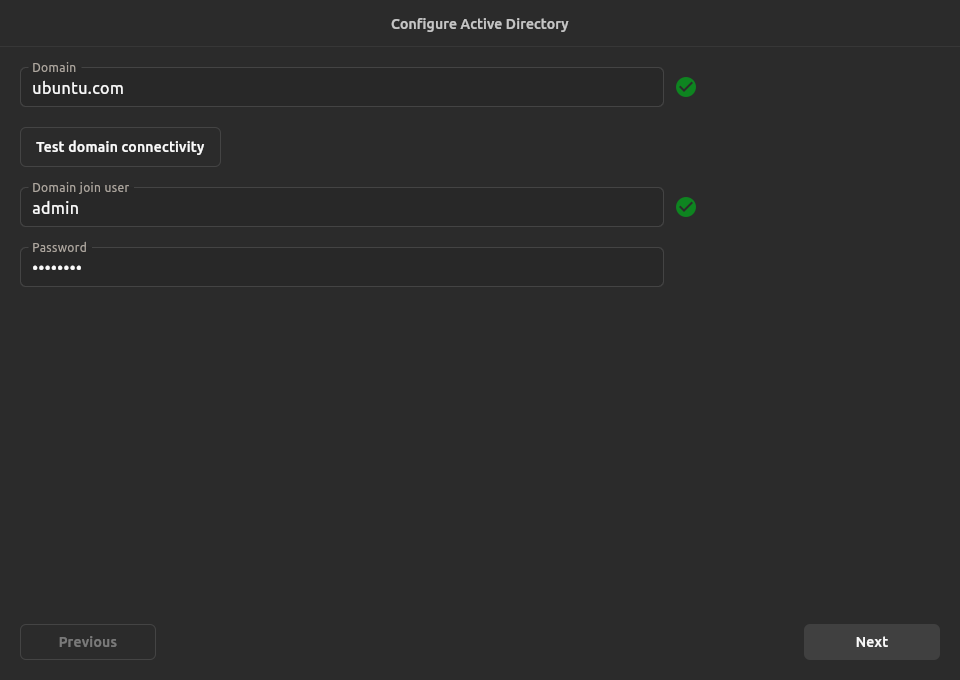 Configure Active Directory
Domain
ubuntu.com
Test domain connectivity
Domain join user
admin
Password
••••••••
Previous
Next